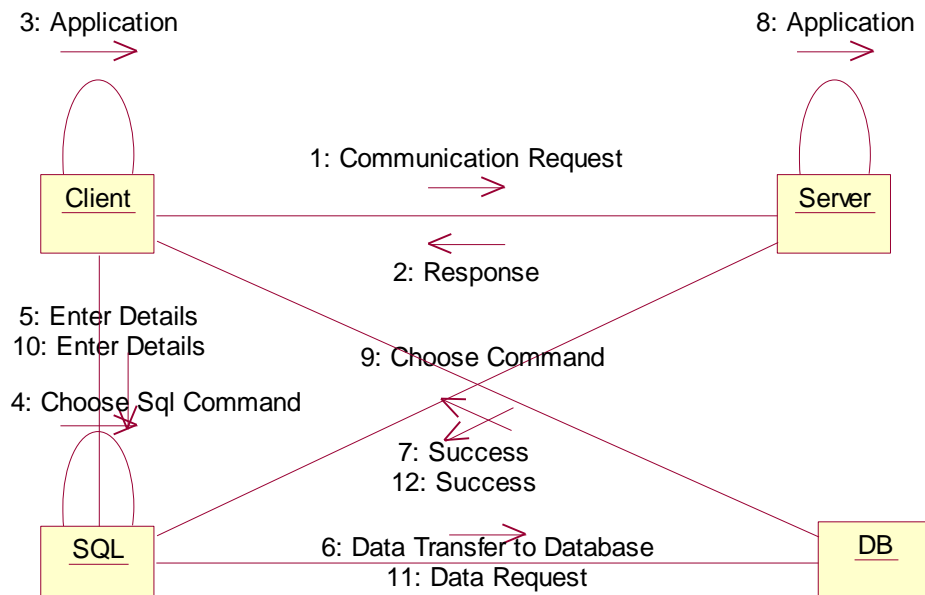 3: Application
8: Application
1: Communication Request
Client
Server
2: Response
5: Enter Details
10: Enter Details
9: Choose Command
4: Choose Sql Command
7: Success
12: Success
SQL
6: Data Transfer to Database
DB
11: Data Request